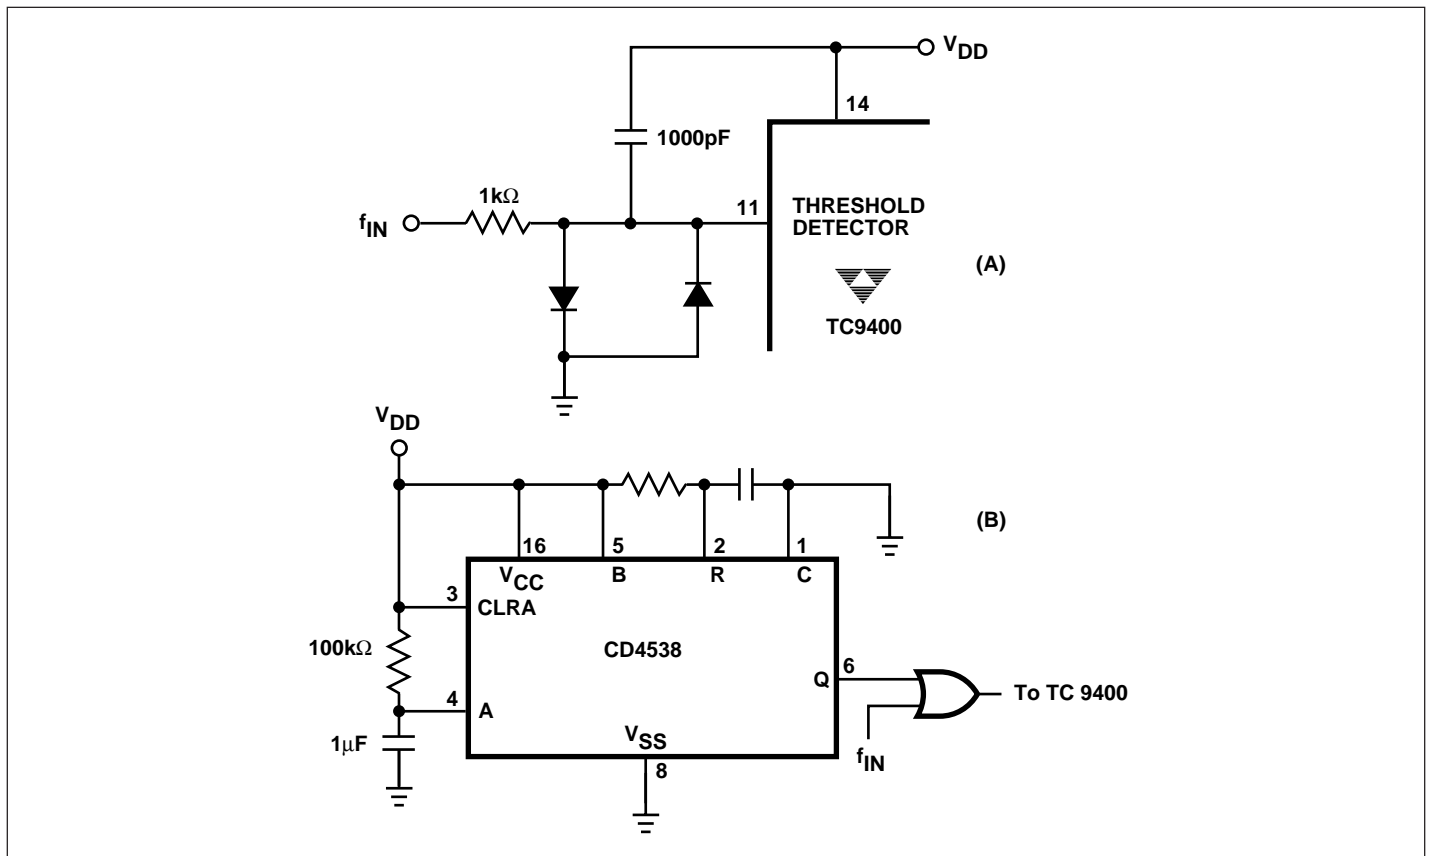 V_DD
14
1000pF
1kΩ
f_IN
11
THRESHOLD
DETECTOR
(A)
TC9400
V_DD
(B)
16
5
2
1
V_CC
B
R
C
3
CLRA
100kΩ
CD4538
6
Q
To TC 9400
4
A
1μF
V_SS
f_IN
8